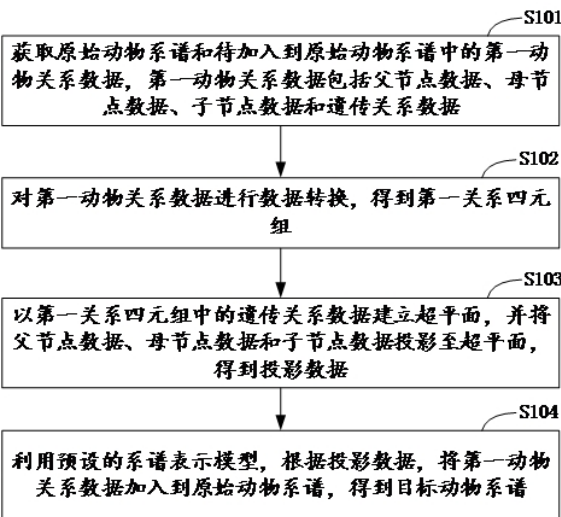 S101
获取原始动物系谱和待加入到原始动物系谱中的第一动
物关系数据，第一动物关系数据包括父节点数据、母节
点数据、子节点数据和遗传关系数据
S102
对第一动物关系数据进行数据转换，得到第一关系四元
组
S103
以第一关系四元组中的遗传关系数据建立超平面，并将
父节点数据、母节点数据和子节点数据投影至超平面，
得到投影数据
S104
利用预设的系谱表示模型，根据投影数据，将第一动物
关系数据加入到原始动物系谱，得到目标动物系谱